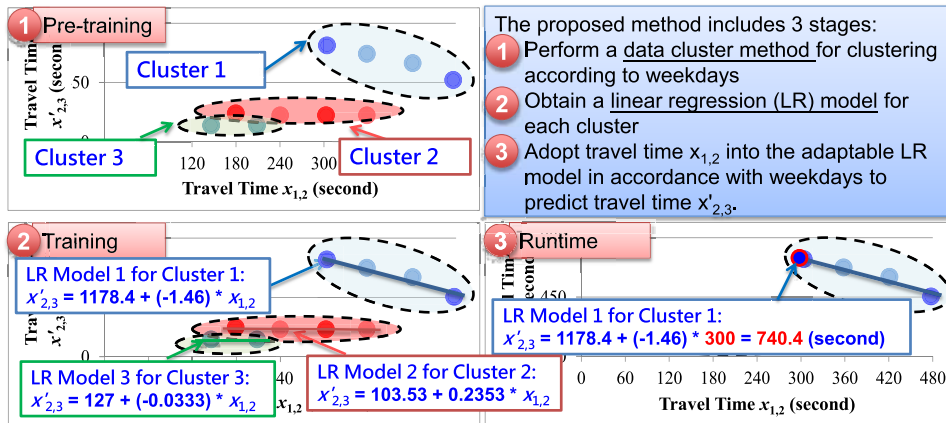 1 Pre-training
Travel Time
x'2,3 (second)
50
Cluster 1
Cluster 3
Cluster 2
120 180 240 300
Travel Time x1,2 (second)
The proposed method includes 3 stages:
1 Perform a data cluster method for clustering
according to weekdays
2 Obtain a linear regression (LR) model for
each cluster
3 Adopt travel time x1,2 into the adaptable LR
model in accordance with weekdays to
predict travel time x'2,3.
2 Training
LR Model 1 for Cluster 1:
x'2,3 = 1178.4 + (-1.46) * x1,2
0
LR Model 3 for Cluster 3:
x'2,3 = 127 + (-0.0333) * x1,2
40
x1,2
LR Model 2 for Cluster 2:
x'2,3 = 103.53 + 0.2353 * x1,2
3 Runtime
450
LR Model 1 for Cluster 1:
x'2,3 = 1178.4 + (-1.46) * 300 = 740.4 (second)
0 60 120 180 240 300 360 420 480
Travel Time x1,2 (second)